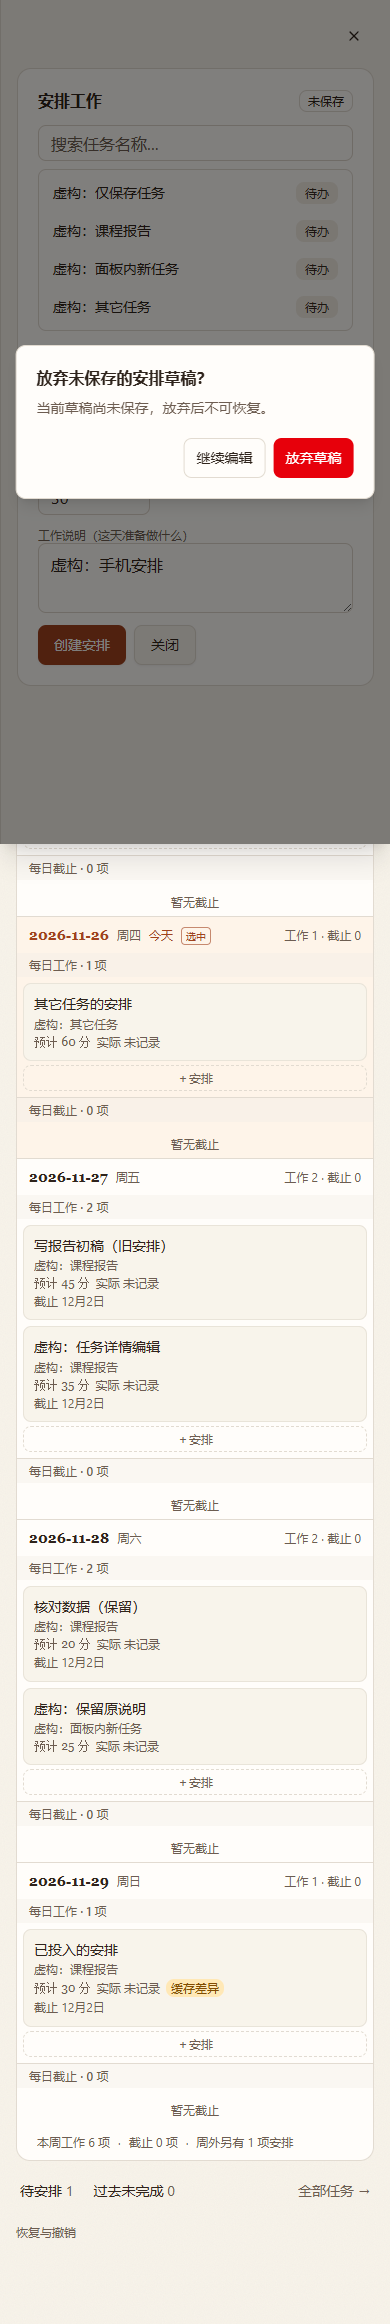 ×
安排工作 未保存
搜索任务名称...
虚构：仅保存任务 待办
虚构：课程报告 待办
虚构：面板内新任务 待办
虚构：其它任务 待办
放弃未保存的安排草稿？
当前草稿尚未保存，放弃后不可恢复。
继续编辑 放弃草稿
工作说明（这天准备做什么）
虚构：手机安排
创建安排 关闭
每日截止 · 0 项
暂无截止
2026-11-26 周四 今天 选中 工作 1 · 截止 0
每日工作 · 1 项
其它任务的安排
虚构：其它任务
预计 60 分 实际 未记录
+ 安排
每日截止 · 0 项
暂无截止
2026-11-27 周五 工作 2 · 截止 0
每日工作 · 2 项
写报告初稿（旧安排）
虚构：课程报告
预计 45 分 实际 未记录
截止 12月2日
虚构：任务详情编辑
虚构：课程报告
预计 35 分 实际 未记录
截止 12月2日
+ 安排
每日截止 · 0 项
暂无截止
2026-11-28 周六 工作 2 · 截止 0
每日工作 · 2 项
核对数据（保留）
虚构：课程报告
预计 20 分 实际 未记录
截止 12月2日
虚构：保留原说明
虚构：面板内新任务
预计 25 分 实际 未记录
+ 安排
每日截止 · 0 项
暂无截止
2026-11-29 周日 工作 1 · 截止 0
每日工作 · 1 项
已投入的安排
虚构：课程报告
预计 30 分 实际 未记录 缓存差异
截止 12月2日
+ 安排
每日截止 · 0 项
暂无截止
本周工作 6 项 · 截止 0 项 · 周外另有 1 项安排
待安排 1 过去未完成 0 全部任务 →
恢复与撤销